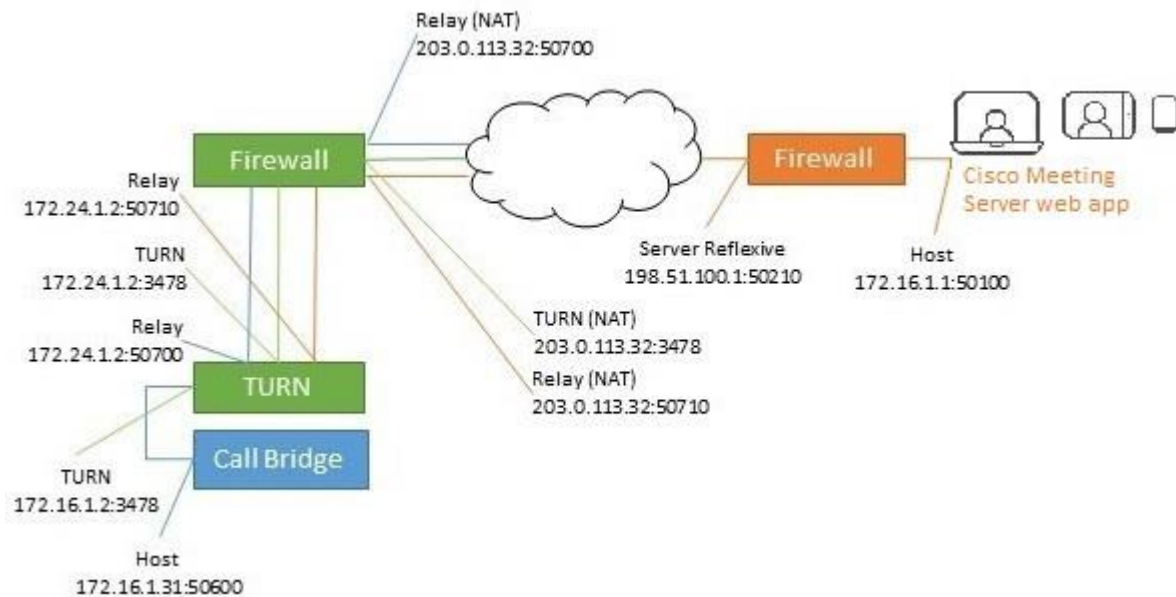 Relay (NAT)
203.0.113.32:50700
Firewall
Firewall
Relay
172.24.1.2:50710
Cisco Meeting
Server web app
TURN
172.24.1.2:3478
Server Reflexive
198.51.100.1:50210
Host
172.16.1.1:50100
Relay
172.24.1.2:50700
TURN (NAT)
203.0.113.32:3478
TURN
Relay (NAT)
203.0.113.32:50710
Call Bridge
TURN
172.16.1.2:3478
Host
172.16.1.31:50600